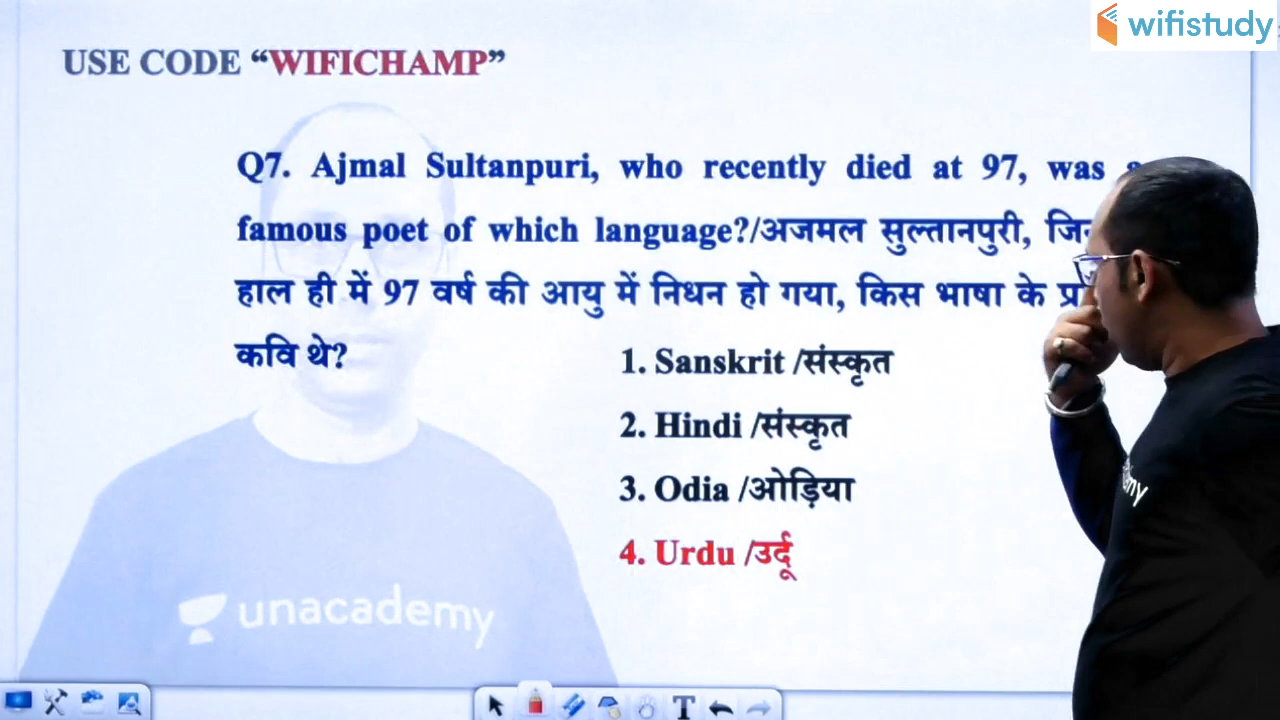 wifistudy
USE CODE “WIFICHAMP”
Q7. Ajmal Sultanpuri, who recently died at 97, was
famous poet of which language?/अजमल सुल्तानपुरी,
हाल ही में 97 वर्ष की आयु में निधन हो गया, किस भाषा के
कवि थे?
1. Sanskrit /संस्कृत
2. Hindi /संस्कृत
3. Odia /ओड़िया
4. Urdu /उर्दू
unacademy
T